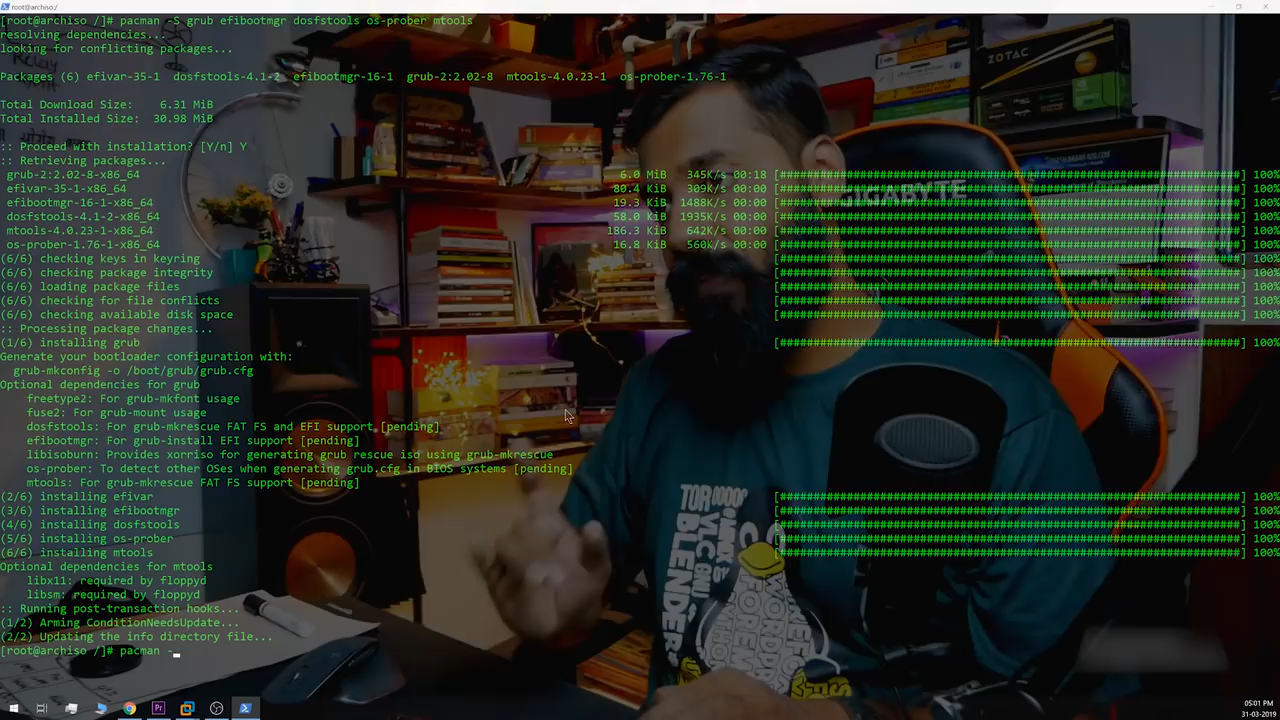 root@archiso:/
[root@archiso /]# pacman -S grub efibootmgr dosfstools os-prober mtools
resolving dependencies...
looking for conflicting packages...
Packages (6) efivar-35-1 dosfstools-4.1-2 efibootmgr-16-1 grub-2:2.02-8 mtools-4.0.23-1 os-prober-1.76-1
Total Download Size: 6.31 MiB
Total Installed Size: 30.98 MiB
:: Proceed with installation? [Y/n] Y
:: Retrieving packages...
grub-2:2.02-8-x86_64 6.0 MiB 345K/s 00:18 100%
efivar-35-1-x86_64 80.4 KiB 309K/s 00:00 100%
efibootmgr-16-1-x86_64 19.3 KiB 1488K/s 00:00 100%
dosfstools-4.1-2-x86_64 58.0 KiB 1935K/s 00:00 100%
mtools-4.0.23-1-x86_64 186.3 KiB 642K/s 00:00 100%
os-prober-1.76-1-x86_64 16.8 KiB 560K/s 00:00 100%
(6/6) checking keys in keyring 100%
(6/6) checking package integrity 100%
(6/6) loading package files 100%
(6/6) checking for file conflicts 100%
(6/6) checking available disk space 100%
:: Processing package changes...
(1/6) installing grub 100%
Generate your bootloader configuration with:
grub-mkconfig -o /boot/grub/grub.cfg
Optional dependencies for grub
freetype2: For grub-mkfont usage
fuse2: For grub-mount usage
dosfstools: For grub-mkrescue FAT FS and EFI support [pending]
efibootmgr: For grub-install EFI support [pending]
libisoburn: Provides xorriso for generating grub rescue iso using grub-mkrescue
os-prober: To detect other OSes when generating grub.cfg in BIOS systems [pending]
mtools: For grub-mkrescue FAT FS support [pending]
(2/6) installing efivar 100%
(3/6) installing efibootmgr 100%
(4/6) installing dosfstools 100%
(5/6) installing os-prober 100%
(6/6) installing mtools 100%
Optional dependencies for mtools
libx11: required by floppyd
libsm: required by floppyd
:: Running post-transaction hooks...
(1/2) Arming ConditionNeedsUpdate...
(2/2) Updating the info directory file...
[root@archiso /]# pacman -
ZOTAC
GIGABYTE
TOR
VLC
BLENDER
05:01 PM
31-03-2019